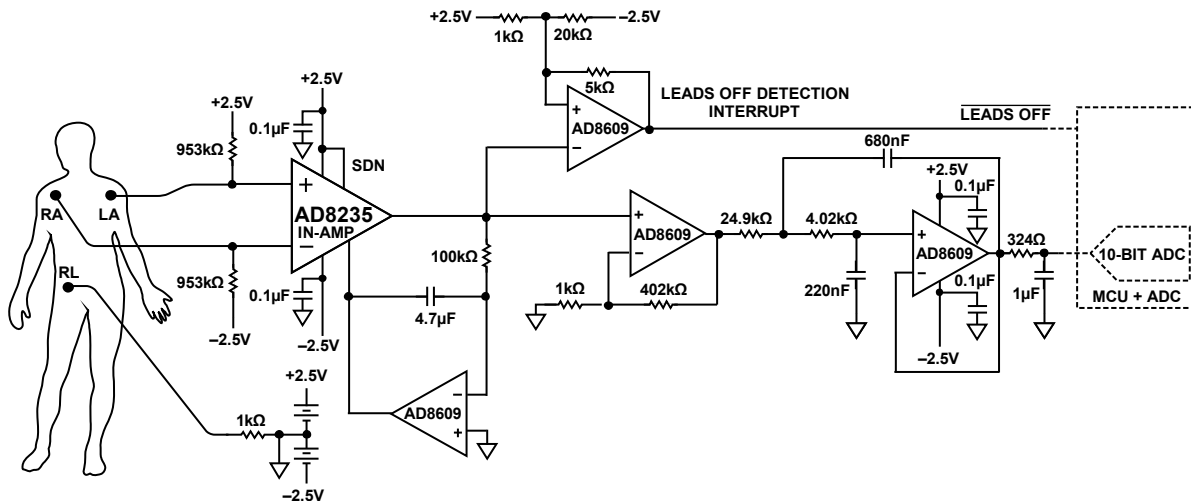 +2.5V
–2.5V
1kΩ
20kΩ
5kΩ
+
AD8609
–
LEADS OFF DETECTION
INTERRUPT
LEADS OFF
+2.5V
0.1µF
+2.5V
953kΩ
SDN
+
AD8235
IN-AMP
–
RA
LA
RL
953kΩ
–2.5V
0.1µF
–2.5V
100kΩ
4.7µF
–
AD8609
+
+2.5V
1kΩ
–2.5V
+
AD8609
–
1kΩ
402kΩ
24.9kΩ
680nF
4.02kΩ
220nF
+2.5V
0.1µF
+
AD8609
–
0.1µF
–2.5V
324Ω
1µF
10-BIT ADC
MCU + ADC